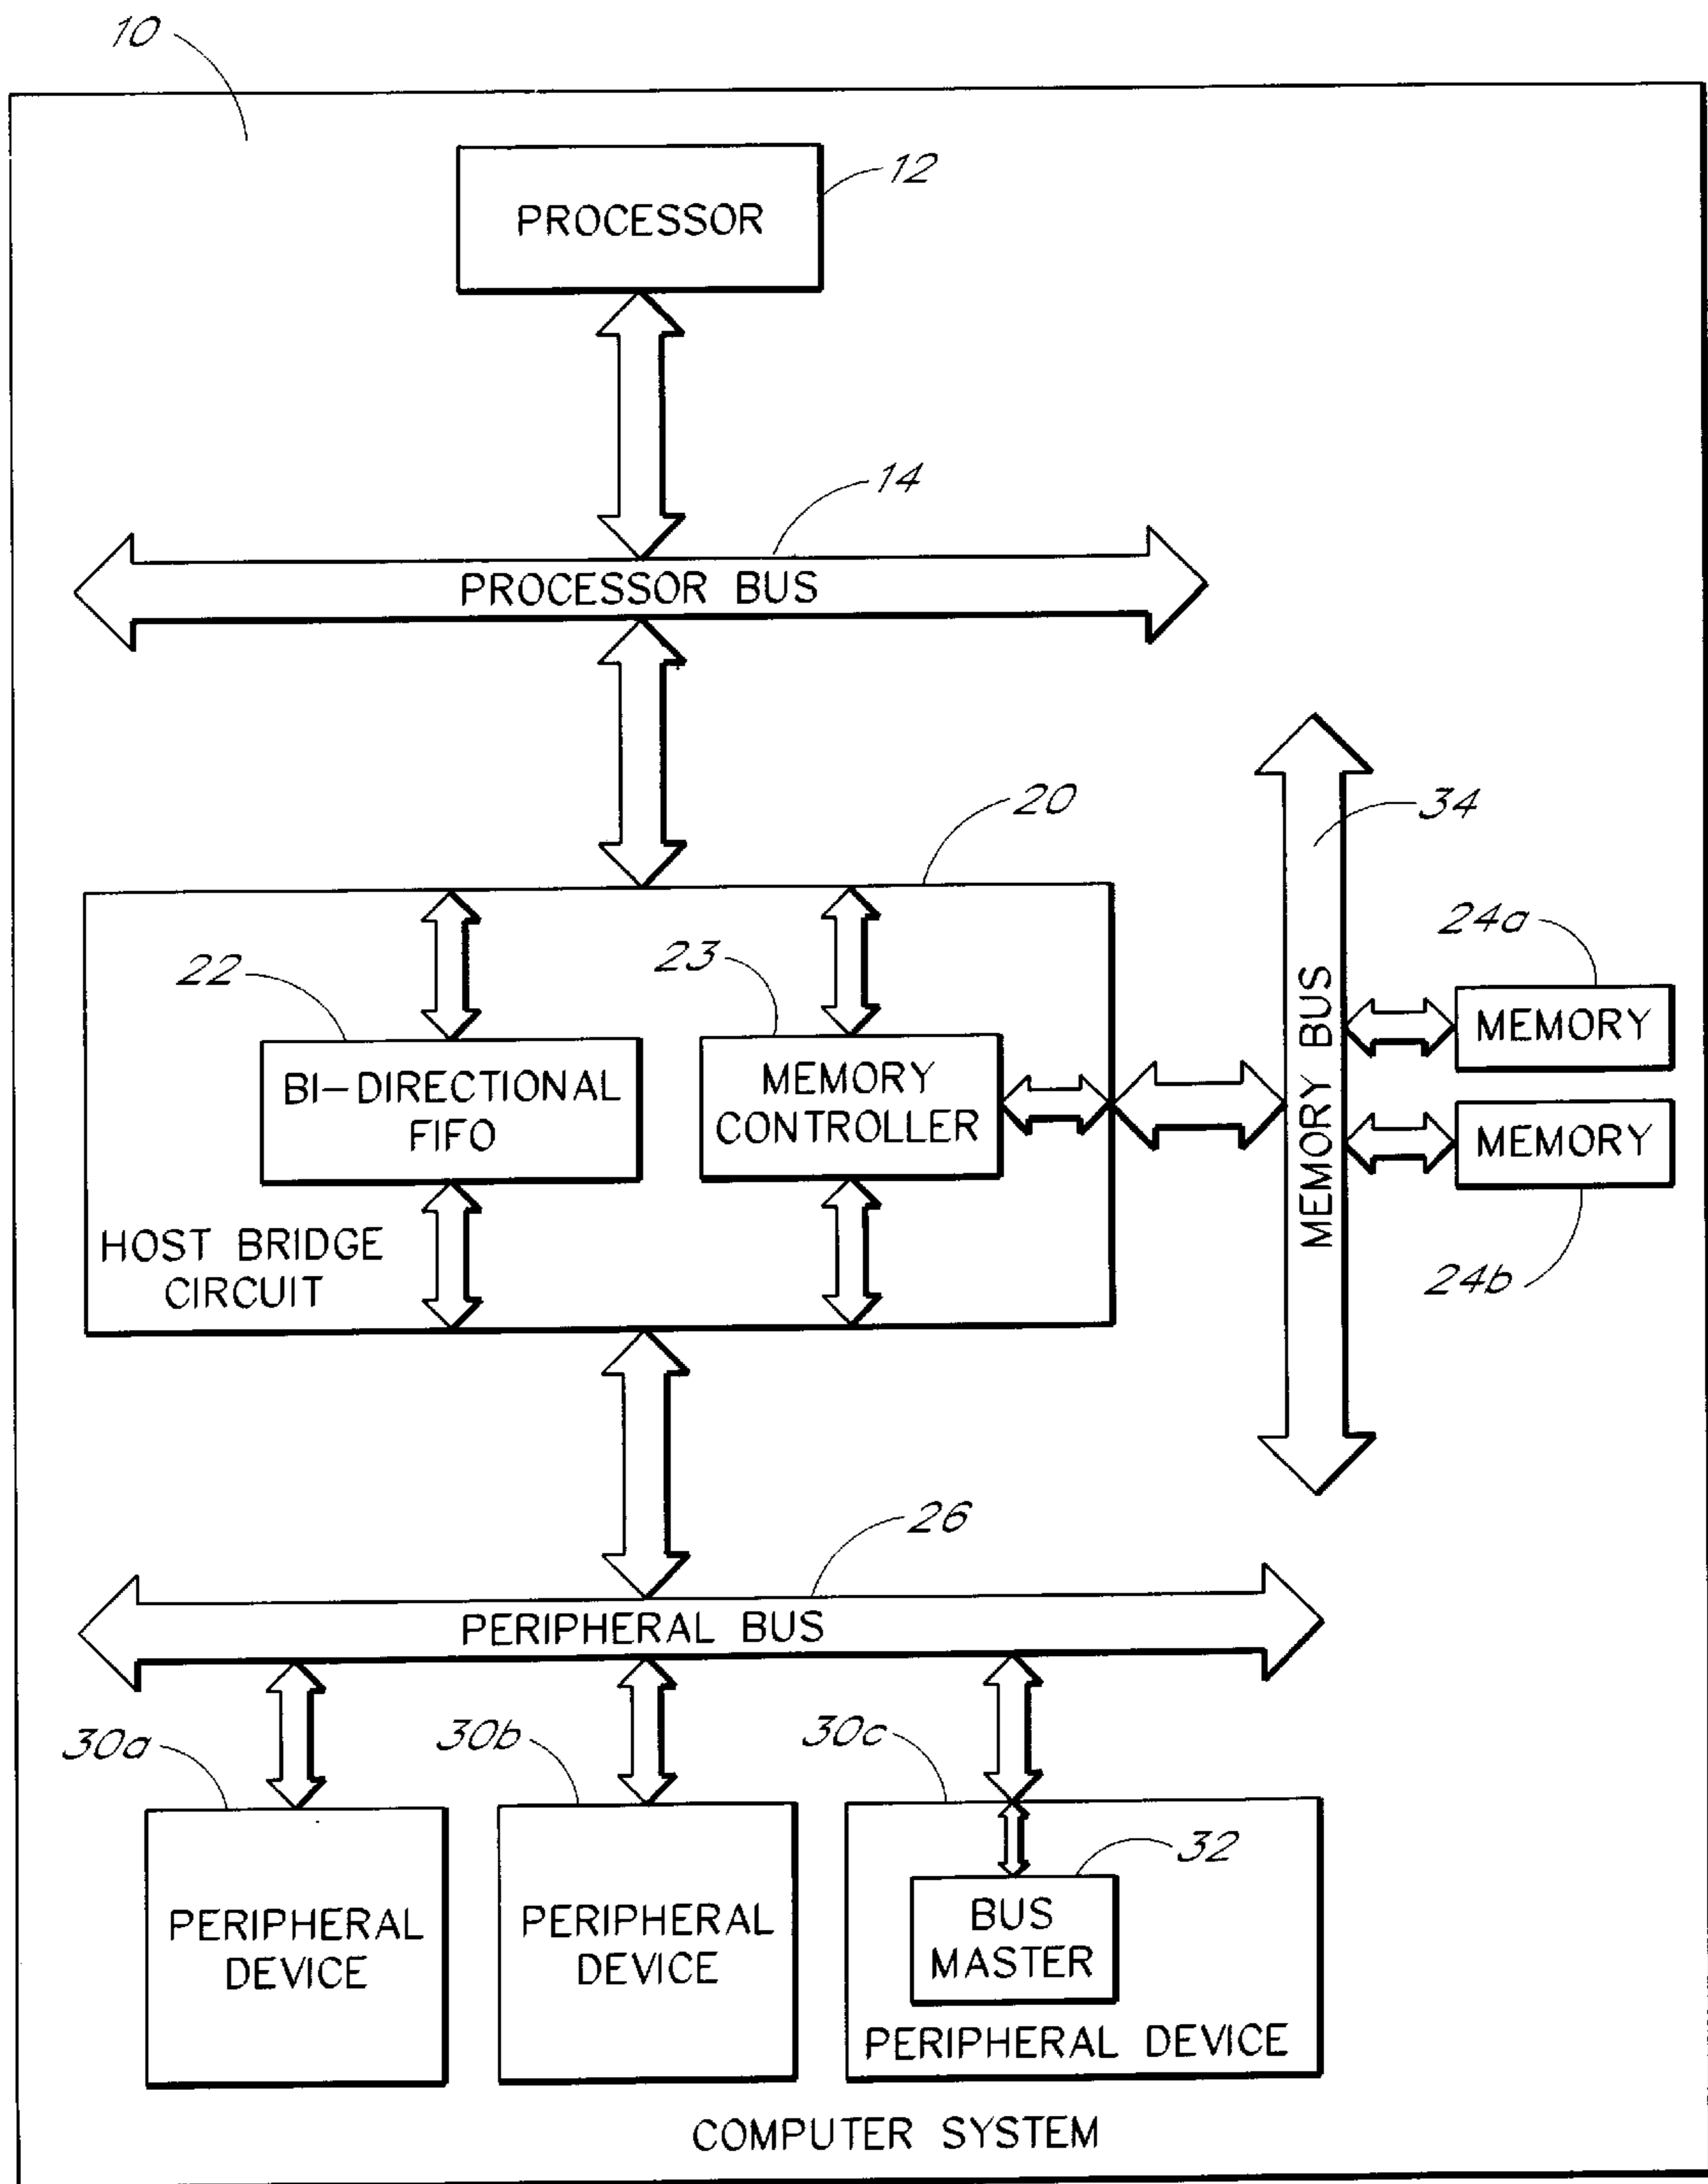 10
12
PROCESSOR
14
PROCESSOR BUS
20
34
24a
22
23
MEMORY
BI-DIRECTIONAL
FIFO
MEMORY
CONTROLLER
MEMORY BUS
MEMORY
HOST BRIDGE
CIRCUIT
24b
26
PERIPHERAL BUS
30a
30b
30c
32
PERIPHERAL
DEVICE
PERIPHERAL
DEVICE
BUS
MASTER
PERIPHERAL DEVICE
COMPUTER SYSTEM